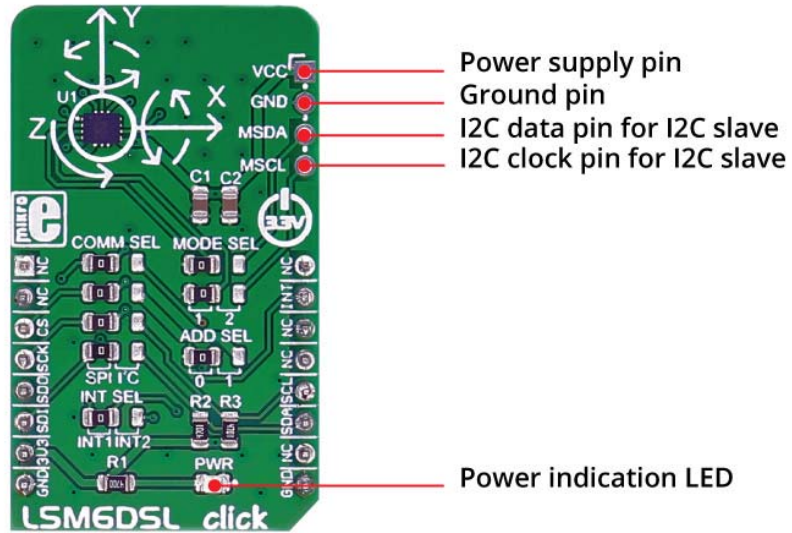 Y
X
Z
U1
VCC
GND
MSDA
MSCL
Power supply pin
Ground pin
I2C data pin for I2C slave
I2C clock pin for I2C slave
C1 C2
mikro
e
3.3V
COMM SEL
MODE SEL
1 2
ADD SEL
0 1
SPI I²C
INT SEL
INT1 INT2
R2 R3
4701 4701
R1
PWR
NC
NC
CS
SCK
SDO
SDI
3V3
GND
NC
INT
NC
NC
SCL
SDA
NC
GND
Power indication LED
LSM6DSL click